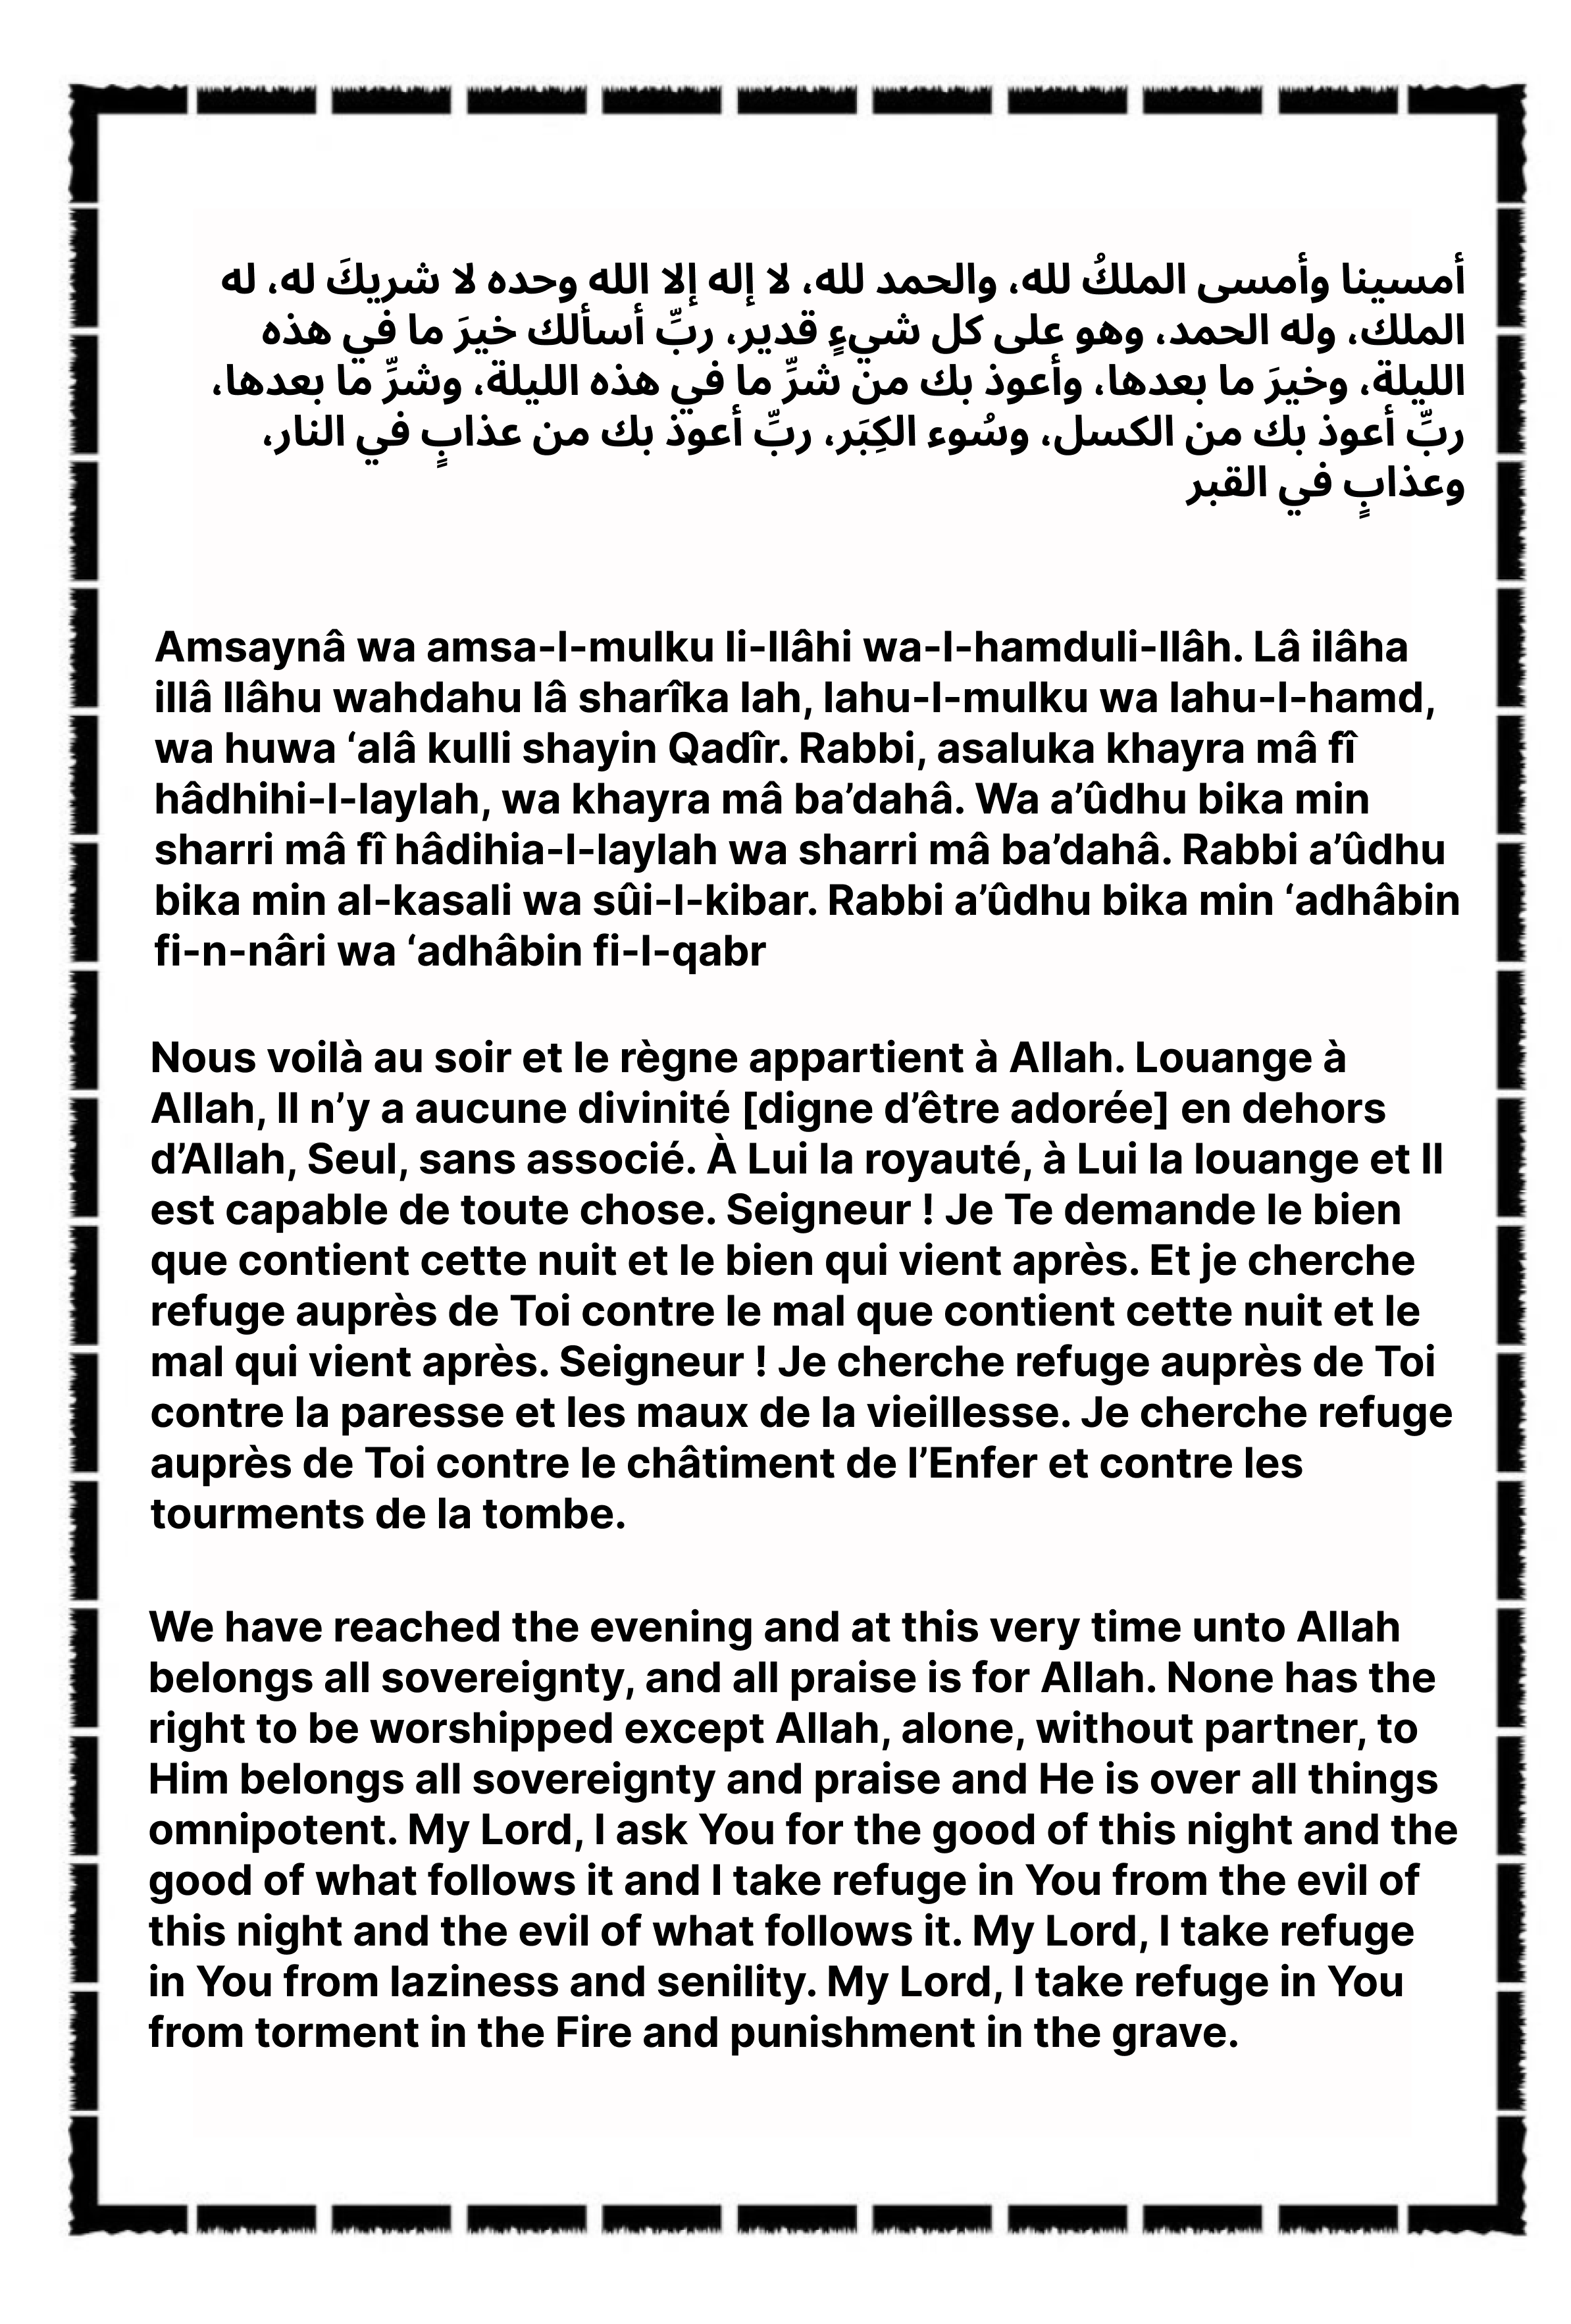 أمسينا وأمسى الملكُ لله، والحمد لله، لا إله إلا الله وحده لا شريكَ له، له
الملك، وله الحمد، وهو على كل شيءٍ قدير، ربِّ أسألك خيرَ ما في هذه
الليلة، وخيرَ ما بعدها، وأعوذ بك من شرِّ ما في هذه الليلة، وشرِّ ما بعدها،
ربِّ أعوذ بك من الكسل، وسُوء الكِبَر، ربِّ أعوذ بك من عذابٍ في النار،
وعذابٍ في القبر
Amsaynâ wa amsa-l-mulku li-llâhi wa-l-hamduli-llâh. Lâ ilâha
illâ llâhu wahdahu lâ sharîka lah, lahu-l-mulku wa lahu-l-hamd,
wa huwa ‘alâ kulli shayin Qadîr. Rabbi, asaluka khayra mâ fî
hâdhihi-l-laylah, wa khayra mâ ba’dahâ. Wa a’ûdhu bika min
sharri mâ fî hâdihia-l-laylah wa sharri mâ ba’dahâ. Rabbi a’ûdhu
bika min al-kasali wa sûi-l-kibar. Rabbi a’ûdhu bika min ‘adhâbin
fi-n-nâri wa ‘adhâbin fi-l-qabr
Nous voilà au soir et le règne appartient à Allah. Louange à
Allah, Il n’y a aucune divinité [digne d’être adorée] en dehors
d’Allah, Seul, sans associé. À Lui la royauté, à Lui la louange et Il
est capable de toute chose. Seigneur ! Je Te demande le bien
que contient cette nuit et le bien qui vient après. Et je cherche
refuge auprès de Toi contre le mal que contient cette nuit et le
mal qui vient après. Seigneur ! Je cherche refuge auprès de Toi
contre la paresse et les maux de la vieillesse. Je cherche refuge
auprès de Toi contre le châtiment de l’Enfer et contre les
tourments de la tombe.
We have reached the evening and at this very time unto Allah
belongs all sovereignty, and all praise is for Allah. None has the
right to be worshipped except Allah, alone, without partner, to
Him belongs all sovereignty and praise and He is over all things
omnipotent. My Lord, I ask You for the good of this night and the
good of what follows it and I take refuge in You from the evil of
this night and the evil of what follows it. My Lord, I take refuge
in You from laziness and senility. My Lord, I take refuge in You
from torment in the Fire and punishment in the grave.